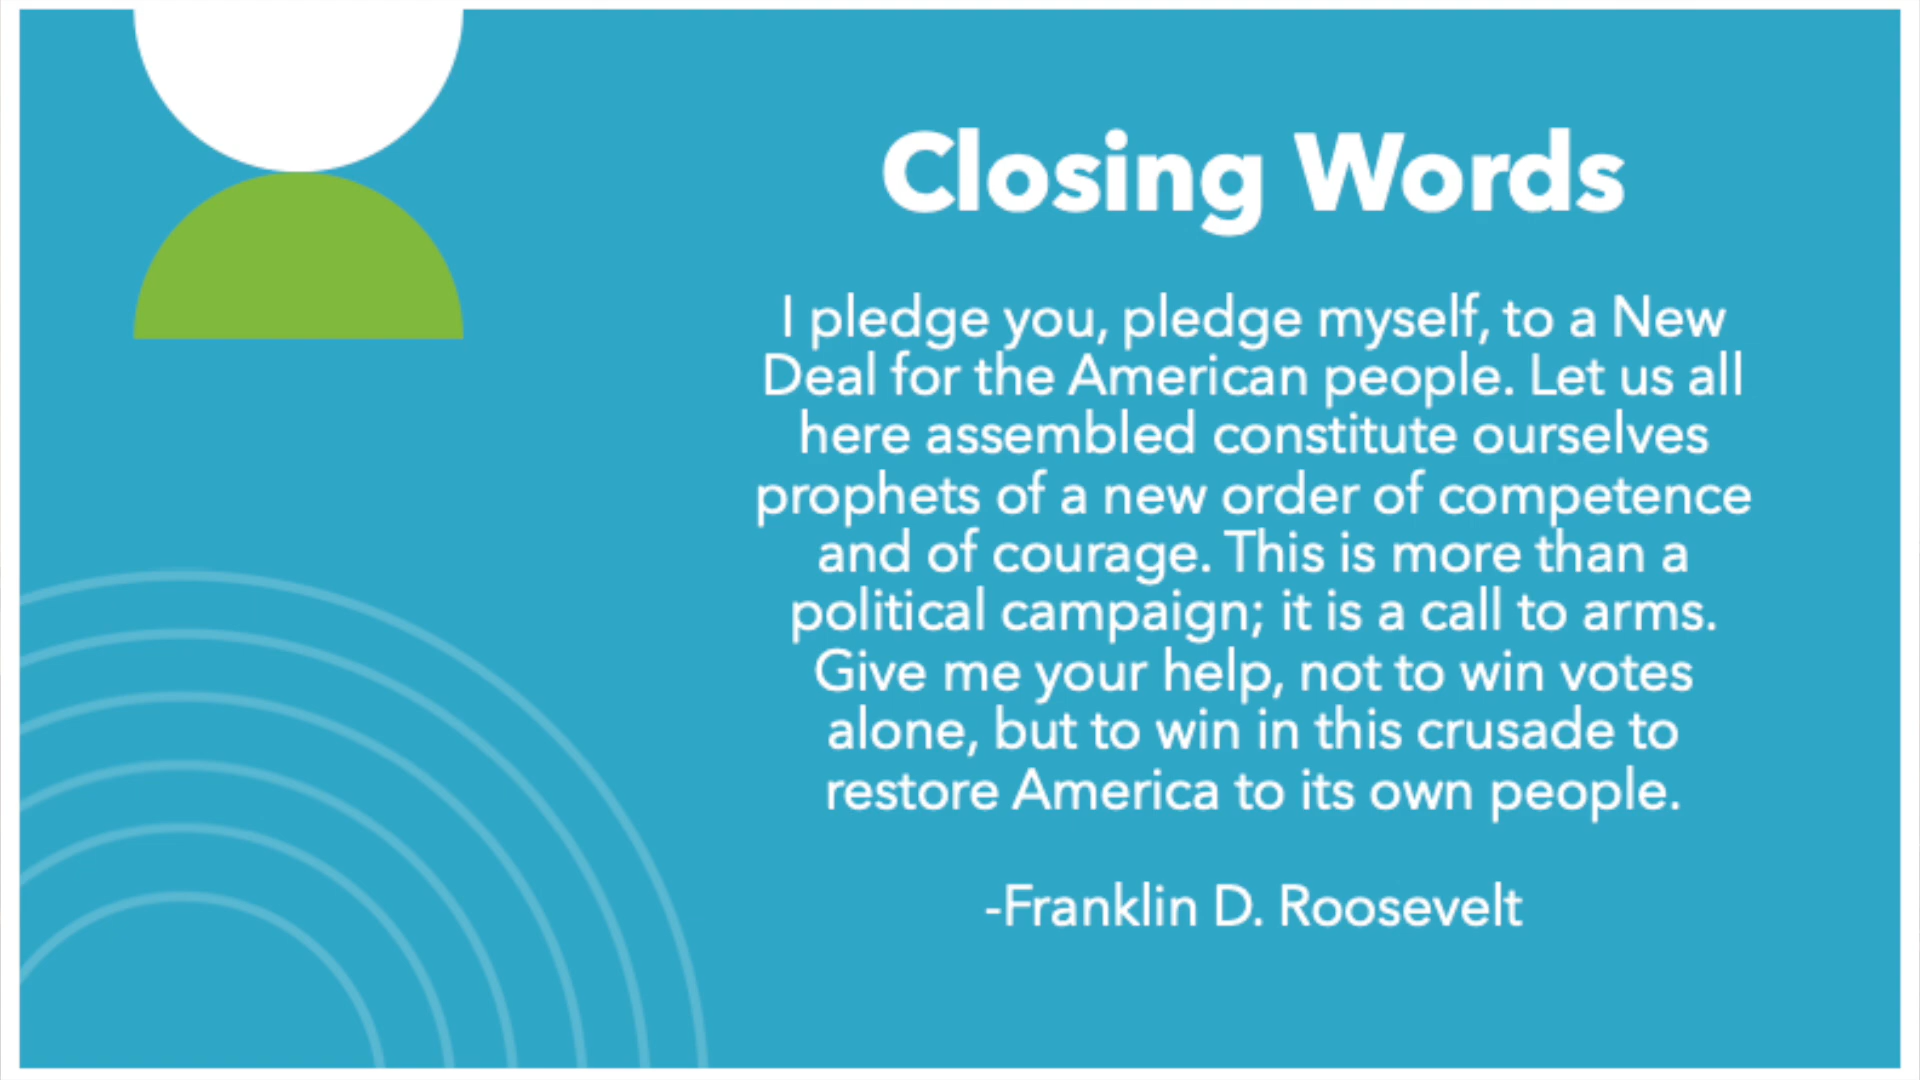 Closing Words
I pledge you, pledge myself, to a New
Deal for the American people. Let us all
here assembled constitute ourselves
prophets of a new order of competence
and of courage. This is more than a
political campaign; it is a call to arms.
Give me your help, not to win votes
alone, but to win in this crusade to
restore America to its own people.
-Franklin D. Roosevelt